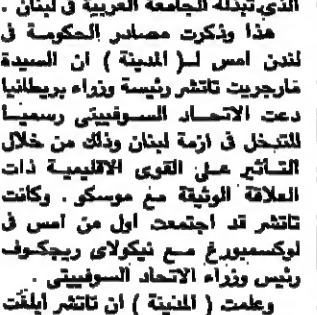 الذي تبذله الجامعة العربية في لبنان .
هذا وذكرت مصادر الحكومة في
لندن امس لـ( المدينة ) ان السيدة
مارجريت تاتشر رئيسة وزراء بريطانيا
دعت الاتحاد السوفييتي رسميا
للتدخل في ازمة لبنان وذلك من خلال
التأثير على القوى الاقليمية ذات
العلاقة الوثيقة مع موسكو . وكانت
تاتشر قد اجتمعت اول من امس في
لوكسمبورغ مع نيكولاي ريجكوف
رئيس وزراء الاتحاد السوفييتي .
وعلمت ( المدينة ) ان تاتشر ابلغت